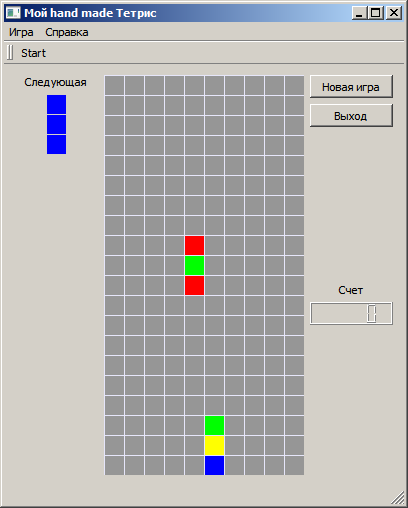 Мой hand made Тетрис
Игра Справка
Start
Следующая
Новая игра
Выход
Счет